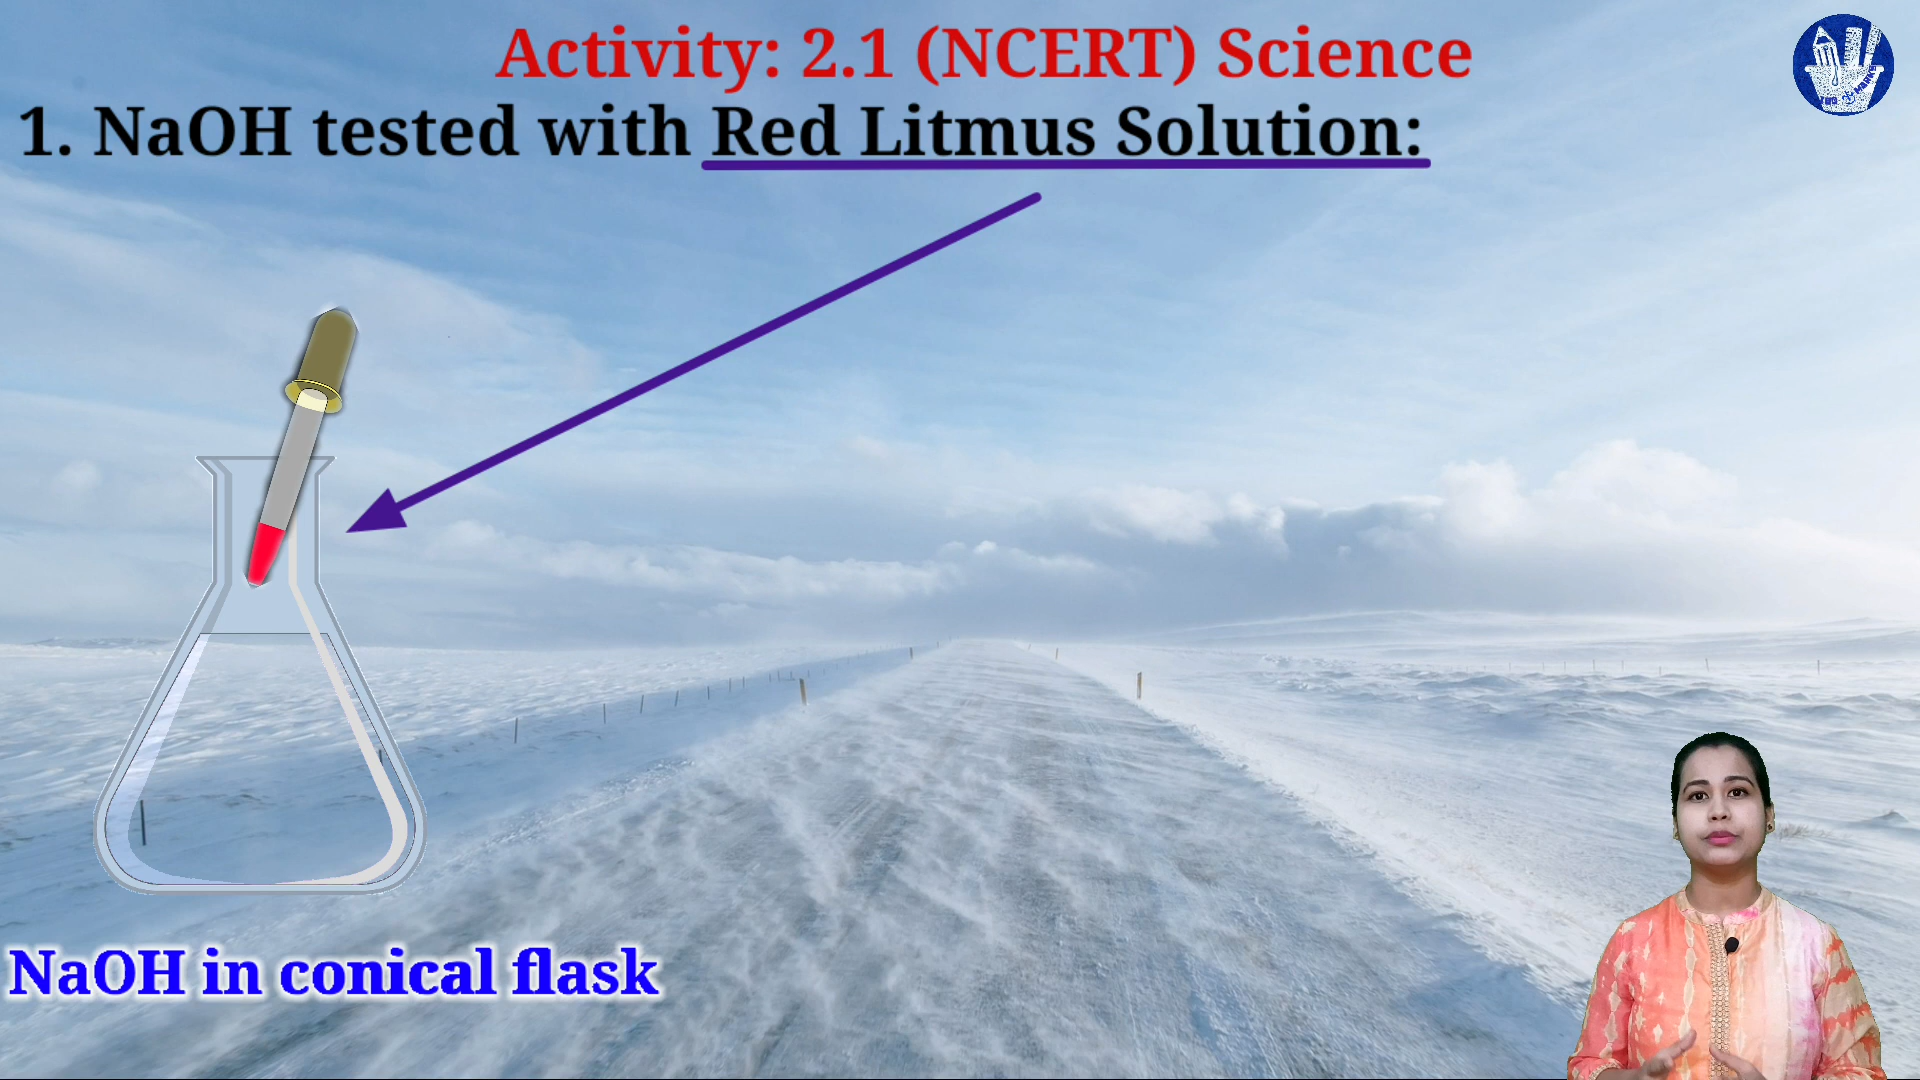 Activity: 2.1 (NCERT) Science
1. NaOH tested with Red Litmus Solution:
NaOH in conical flask